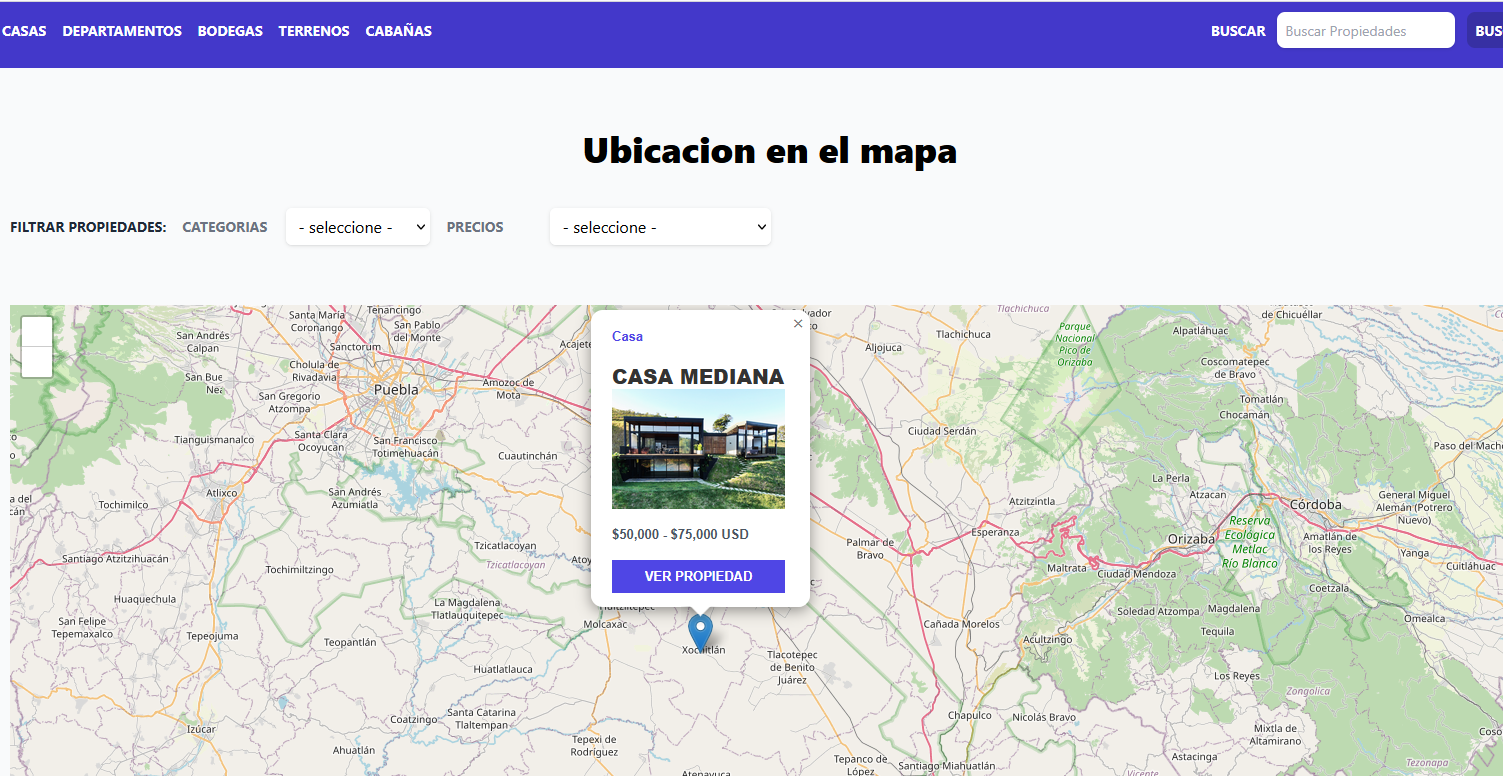 CASAS DEPARTAMENTOS BODEGAS TERRENOS CABAÑAS BUSCAR Buscar Propiedades BUS
Ubicacion en el mapa
FILTRAR PROPIEDADES: CATEGORIAS - seleccione - PRECIOS - seleccione -
Casa
CASA MEDIANA
$50,000 - $75,000 USD
VER PROPIEDAD
Santa María
Coronango
Tenancingo
San Pablo
del Monte
San Andrés
Calpan
Sanctorum
Cholula de
Rivadavia
Puebla
Amozoc de
Mota
Acajete
San Gregorio
Atzompa
Tianguismanalco
Santa Clara
Ocoyucan
San Francisco
Totimehuacán
Cuautinchán
Tochimilco
Atlixco
San Andrés
Azumiatla
Santiago Atzitzihuacán
Tochimiltzingo
Tzicatlacoyan
Tzicatlacoyan
Huaquechula
La Magdalena
Tlatlauquitepec
San Felipe
Tepemaxalco
Tepeojuma
Teopantlán
Molcaxac
Xochitlán
Huatlatlauca
Tlacotepec
de Benito
Juárez
Coatzingo
Santa Catarina
Tlaltempan
Izúcar
Ahuatlán
Tepexi de
Rodríguez
Atenayuca
Tepanco de
López
Santiago Miahuatlán
Chapulco
Nicolás Bravo
Cañada Morelos
Palmar de
Bravo
Esperanza
Atzitzintla
Ciudad Serdán
Aljojuca
Tlachichuca
Tlachichuca
Parque
Nacional
Pico de
Orizaba
de Chicuéllar
Alpatláhuac
Coscomatepec
de Bravo
Tomatlán
Chocamán
Paso del Mach
La Perla
Atzacan
Córdoba
General Miguel
Alemán (Potrero
Nuevo)
Orizaba
Reserva
Ecológica
Metlac
Río Blanco
Amatlán de
los Reyes
Yanga
Cuitláhuac
Maltrata
Ciudad Mendoza
Coetzala
Soledad Atzompa
Magdalena
Omealca
Acultzingo
Tequila
Los Reyes
Zongolica
Mixtla de
Altamirano
Astacinga
Tezonapa
Vicente